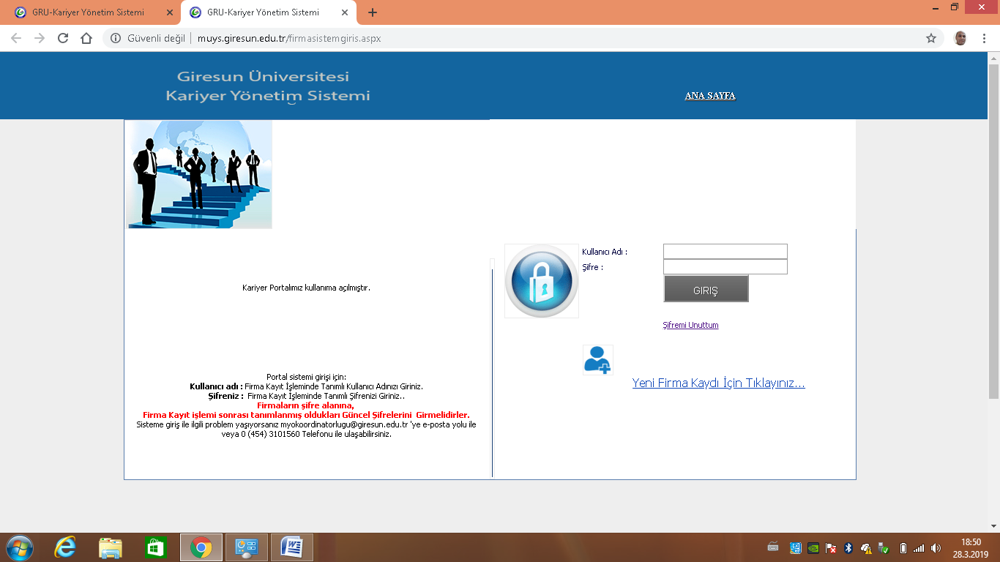 GRU-Kariyer Yönetim Sistemi
GRU-Kariyer Yönetim Sistemi
Güvenli değil
muys.giresun.edu.tr/firmasistemgiris.aspx
Giresun Üniversitesi
Kariyer Yönetim Sistemi
ANA SAYFA
Kullanıcı Adı :
Şifre :
GIRIŞ
Şifremi Unuttum
Yeni Firma Kaydı İçin Tıklayınız...
Kariyer Portalımız kullanıma açılmıştır.
Portal sistemi girişi için:
Kullanıcı adı : Firma Kayıt İşleminde Tanımlı Kullanıcı Adınızı Giriniz.
Şifreniz : Firma Kayıt İşleminde Tanımlı Şifrenizi Giriniz..
Firmaların şifre alanına,
Firma Kayıt işlemi sonrası tanımlanmış oldukları Güncel Şifrelerini Girmelidirler.
Sisteme giriş ile ilgili problem yaşıyorsanız myokoordinatorlugu@giresun.edu.tr 'ye e-posta yolu ile
veya 0 (454) 3101560 Telefonu ile ulaşabilirsiniz.
18:50
28.3.2019